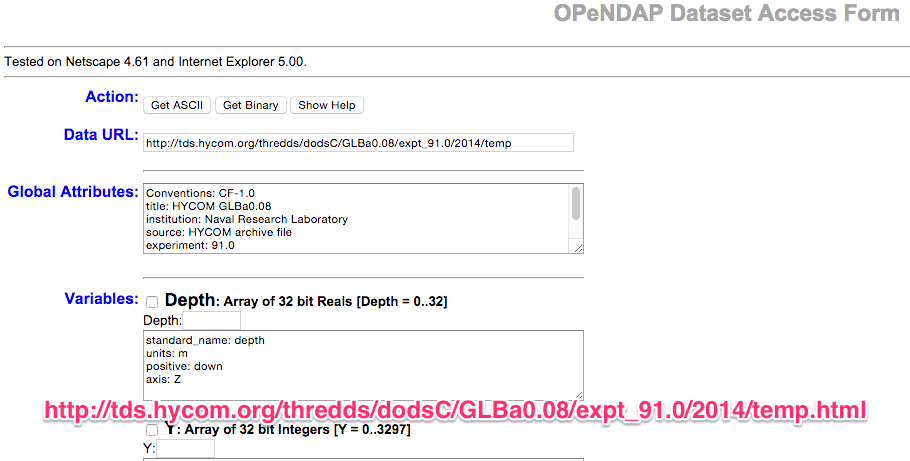 OPeNDAP Dataset Access Form
Tested on Netscape 4.61 and Internet Explorer 5.00.
Action: Get ASCII Get Binary Show Help
Data URL: http://tds.hycom.org/thredds/dodsC/GLBa0.08/expt_91.0/2014/temp
Global Attributes: Conventions: CF-1.0
title: HYCOM GLBa0.08
institution: Naval Research Laboratory
source: HYCOM archive file
experiment: 91.0
Variables: Depth: Array of 32 bit Reals [Depth = 0..32]
Depth:
standard_name: depth
units: m
positive: down
axis: Z
http://tds.hycom.org/thredds/dodsC/GLBa0.08/expt_91.0/2014/temp.html
Y: Array of 32 bit Integers [Y = 0..3297]
Y: